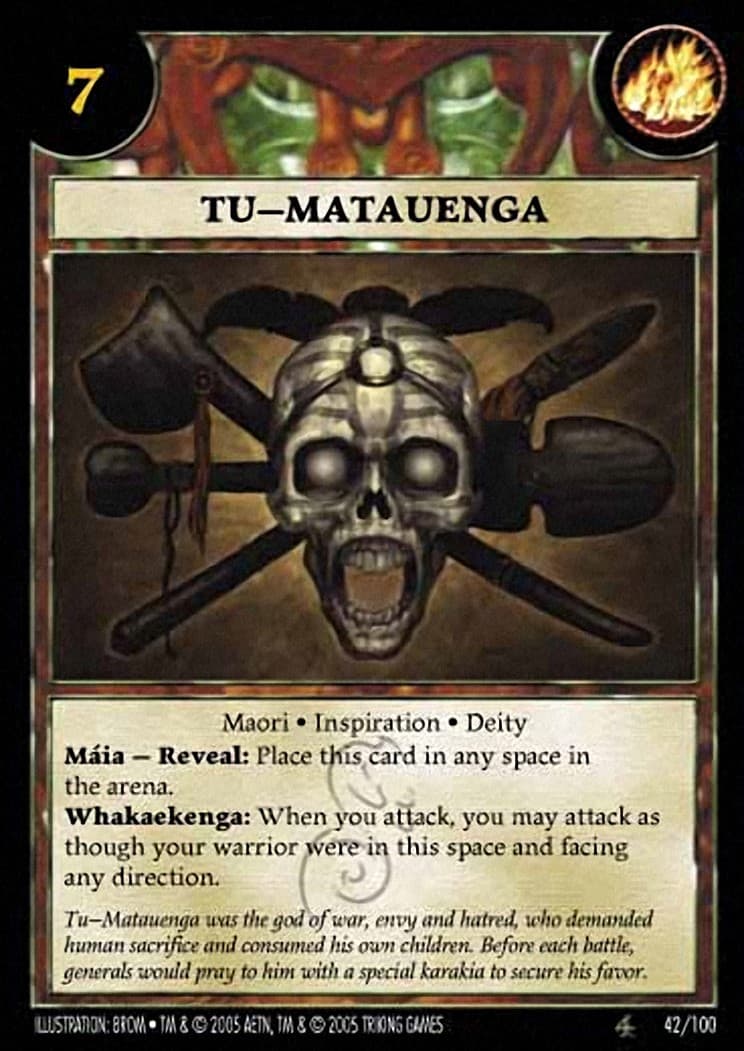 7
TU–MATAUENGA
Maori • Inspiration • Deity
Máia – Reveal: Place this card in any space in
the arena.
Whakaekenga: When you attack, you may attack as
though your warrior were in this space and facing
any direction.
Tu–Matauenga was the god of war, envy and hatred, who demanded
human sacrifice and consumed his own children. Before each battle,
generals would pray to him with a special karakia to secure his favor.
ILLUSTRATION: BROM • TM & © 2005 AETN, TM & © 2005 TRIKING GAMES 42/100